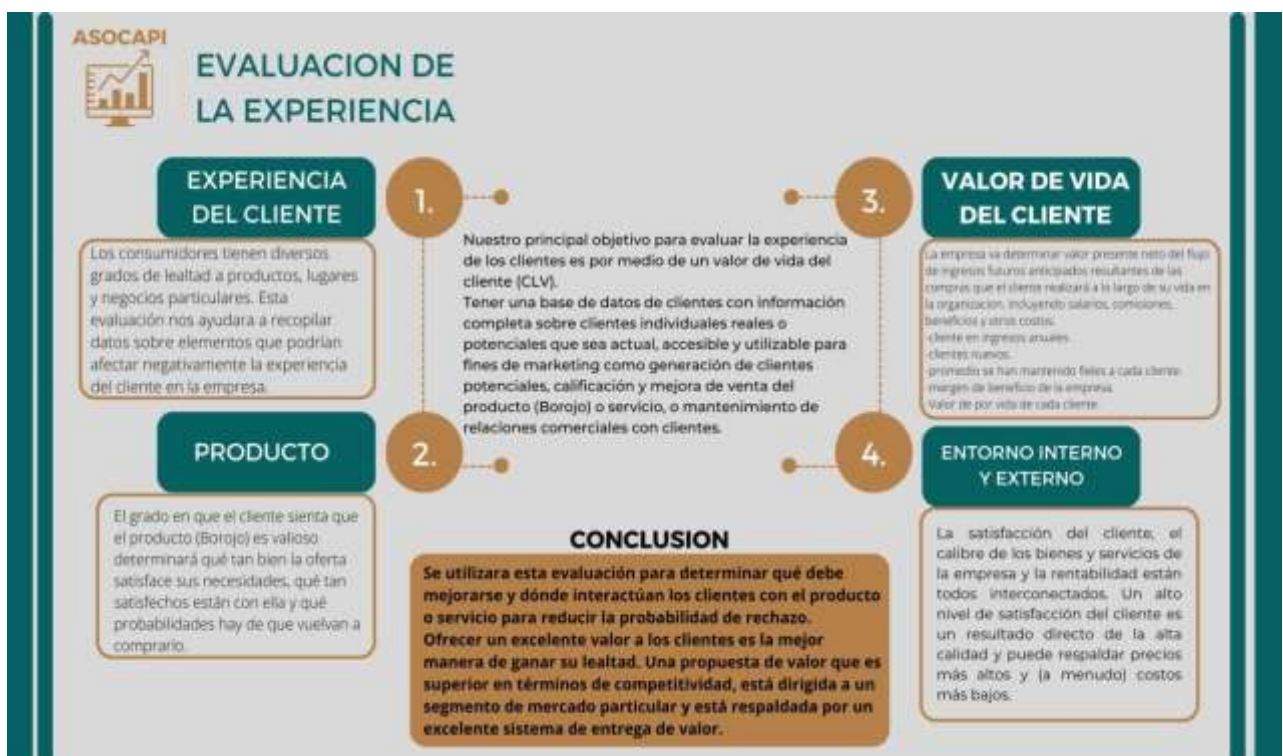 ASOCAPI
EVALUACION DE
LA EXPERIENCIA
EXPERIENCIA
DEL CLIENTE
1.
Los consumidores tienen diversos
grados de lealtad a productos, lugares
y negocios particulares. Esta
evaluación nos ayudara a recopilar
datos sobre elementos que podrían
afectar negativamente la experiencia
del cliente en la empresa.
PRODUCTO
2.
El grado en que el cliente sienta que
el producto (Borojo) es valioso
determinará qué tan bien la oferta
satisface sus necesidades, qué tan
satisfechos están con ella y qué
probabilidades hay de que vuelvan a
comprarlo.
Nuestro principal objetivo para evaluar la experiencia
de los clientes es por medio de un valor de vida del
cliente (CLV).
Tener una base de datos de clientes con información
completa sobre clientes individuales reales o
potenciales que sea actual, accesible y utilizable para
fines de marketing como generación de clientes
potenciales, calificación y mejora de venta del
producto (Borojo) o servicio, o mantenimiento de
relaciones comerciales con clientes.
3.
VALOR DE VIDA
DEL CLIENTE
La empresa va determinar valor presente neto del flujo
de ingresos futuros anticipados resultantes de las
compras que el cliente realizará a lo largo de su vida en
la organizacion. Incluyendo salarios, comisiones,
beneficios y otros costos.
-cliente en ingresos anuales.
-clientes nuevos.
-promedio se han mantenido fieles a cada cliente
-margen de beneficio de la empresa.
Valor de por vida de cada cliente.
4.
ENTORNO INTERNO
Y EXTERNO
La satisfacción del cliente, el
calibre de los bienes y servicios de
la empresa y la rentabilidad están
todos interconectados. Un alto
nivel de satisfacción del cliente es
un resultado directo de la alta
calidad y puede respaldar precios
más altos y (a menudo) costos
más bajos.
CONCLUSION
Se utilizara esta evaluación para determinar qué debe
mejorarse y dónde interactúan los clientes con el producto
o servicio para reducir la probabilidad de rechazo.
Ofrecer un excelente valor a los clientes es la mejor
manera de ganar su lealtad. Una propuesta de valor que es
superior en términos de competitividad, está dirigida a un
segmento de mercado particular y está respaldada por un
excelente sistema de entrega de valor.